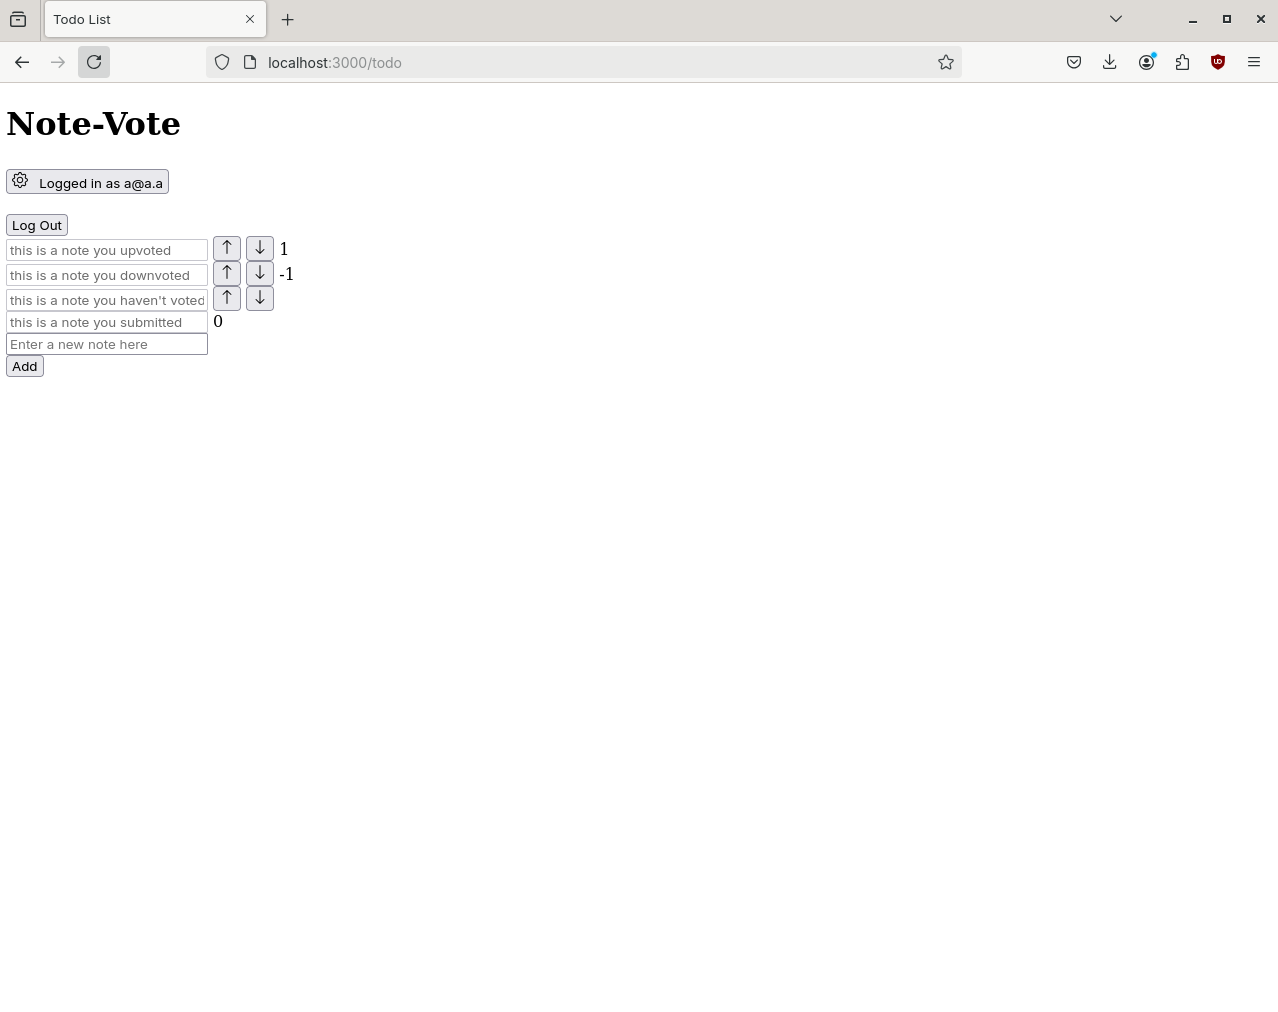 Todo List
localhost:3000/todo
Note-Vote
Logged in as a@a.a
Log Out
this is a note you upvoted ↑ ↓ 1
this is a note you downvoted ↑ ↓ -1
this is a note you haven't voted ↑ ↓
this is a note you submitted 0
Enter a new note here
Add